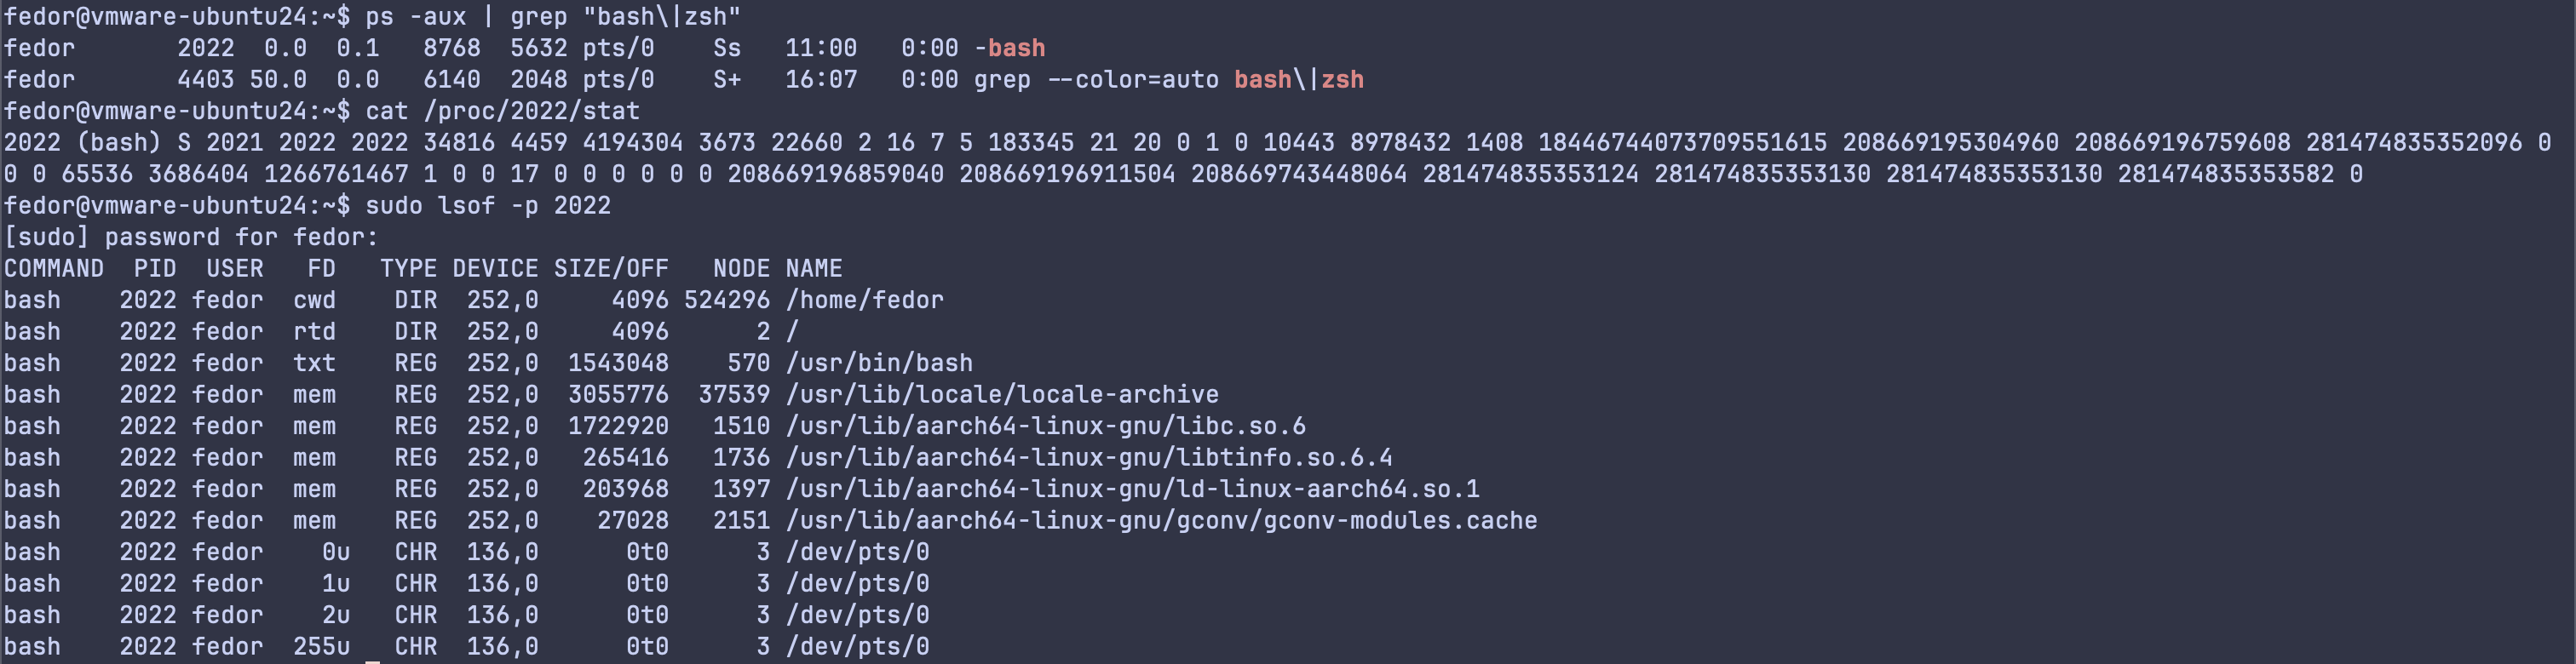 fedor@vmware-ubuntu24:~$ ps -aux | grep "bash\|zsh"
fedor       2022  0.0  0.1   8768  5632 pts/0    Ss   11:00   0:00 -bash
fedor       4403 50.0  0.0   6140  2048 pts/0    S+   16:07   0:00 grep --color=auto bash\|zsh
fedor@vmware-ubuntu24:~$ cat /proc/2022/stat
2022 (bash) S 2021 2022 2022 34816 4459 4194304 3673 22660 2 16 7 5 183345 21 20 0 1 0 10443 8978432 1408 18446744073709551615 208669195304960 208669196759608 281474835352096 0
0 0 65536 3686404 1266761467 1 0 0 17 0 0 0 0 0 0 208669196859040 208669196911504 208669743448064 281474835353124 281474835353130 281474835353130 281474835353582 0
fedor@vmware-ubuntu24:~$ sudo lsof -p 2022
[sudo] password for fedor:
COMMAND  PID  USER   FD   TYPE DEVICE SIZE/OFF   NODE NAME
bash    2022 fedor  cwd    DIR  252,0     4096 524296 /home/fedor
bash    2022 fedor  rtd    DIR  252,0     4096      2 /
bash    2022 fedor  txt    REG  252,0  1543048    570 /usr/bin/bash
bash    2022 fedor  mem    REG  252,0  3055776  37539 /usr/lib/locale/locale-archive
bash    2022 fedor  mem    REG  252,0  1722920   1510 /usr/lib/aarch64-linux-gnu/libc.so.6
bash    2022 fedor  mem    REG  252,0   265416   1736 /usr/lib/aarch64-linux-gnu/libtinfo.so.6.4
bash    2022 fedor  mem    REG  252,0   203968   1397 /usr/lib/aarch64-linux-gnu/ld-linux-aarch64.so.1
bash    2022 fedor  mem    REG  252,0    27028   2151 /usr/lib/aarch64-linux-gnu/gconv/gconv-modules.cache
bash    2022 fedor    0u   CHR  136,0      0t0      3 /dev/pts/0
bash    2022 fedor    1u   CHR  136,0      0t0      3 /dev/pts/0
bash    2022 fedor    2u   CHR  136,0      0t0      3 /dev/pts/0
bash    2022 fedor  255u   CHR  136,0      0t0      3 /dev/pts/0